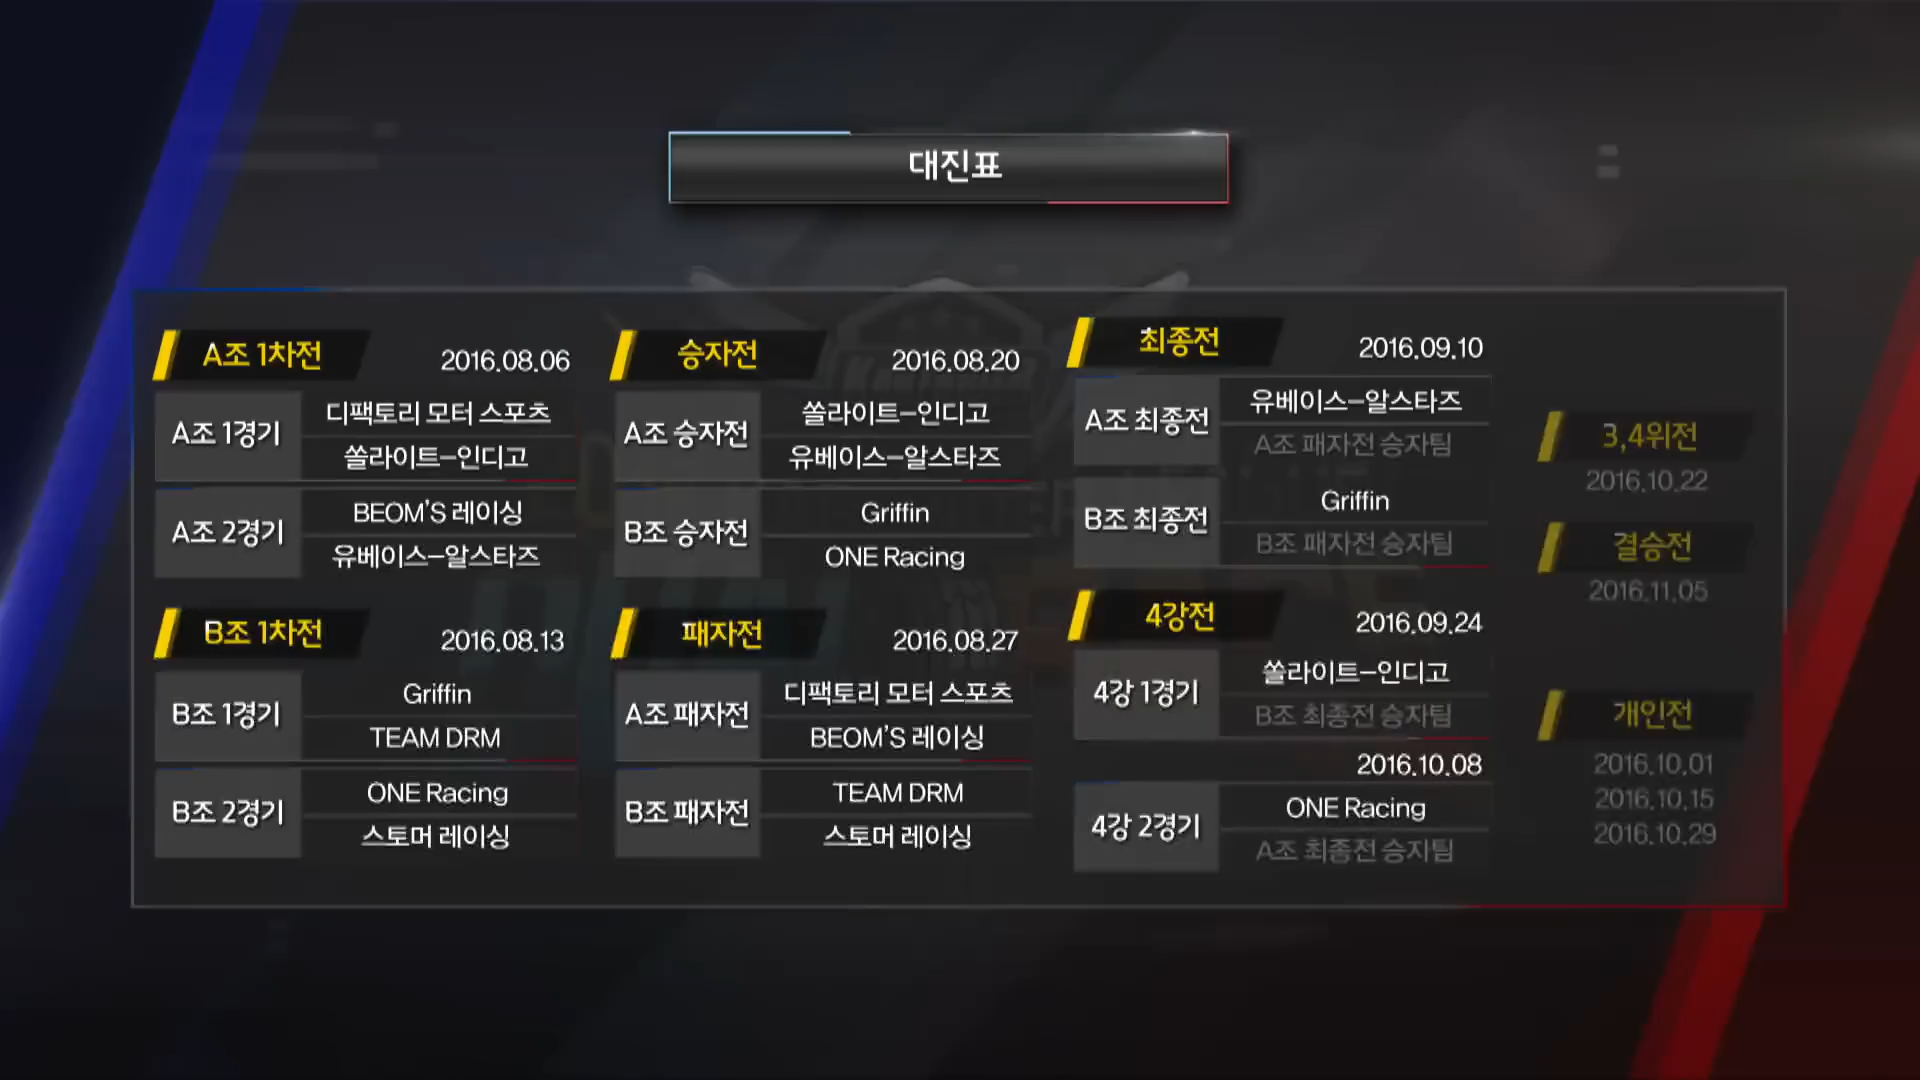 대진표
A조 1차전 2016.08.06
A조 1경기
디팩토리 모터 스포츠
쏠라이트-인디고
A조 2경기
BEOM'S 레이싱
유베이스-알스타즈
B조 1차전 2016.08.13
B조 1경기
Griffin
TEAM DRM
B조 2경기
ONE Racing
스토머 레이싱
승자전 2016.08.20
A조 승자전
쏠라이트-인디고
유베이스-알스타즈
B조 승자전
Griffin
ONE Racing
패자전 2016.08.27
A조 패자전
디팩토리 모터 스포츠
BEOM'S 레이싱
B조 패자전
TEAM DRM
스토머 레이싱
최종전 2016.09.10
A조 최종전
유베이스-알스타즈
A조 패자전 승자팀
B조 최종전
Griffin
B조 패자전 승자팀
4강전 2016.09.24
4강 1경기
쏠라이트-인디고
B조 최종전 승자팀
2016.10.08
4강 2경기
ONE Racing
A조 최종전 승자팀
3,4위전
2016.10.22
결승전
2016.11.05
개인전
2016.10.01
2016.10.15
2016.10.29